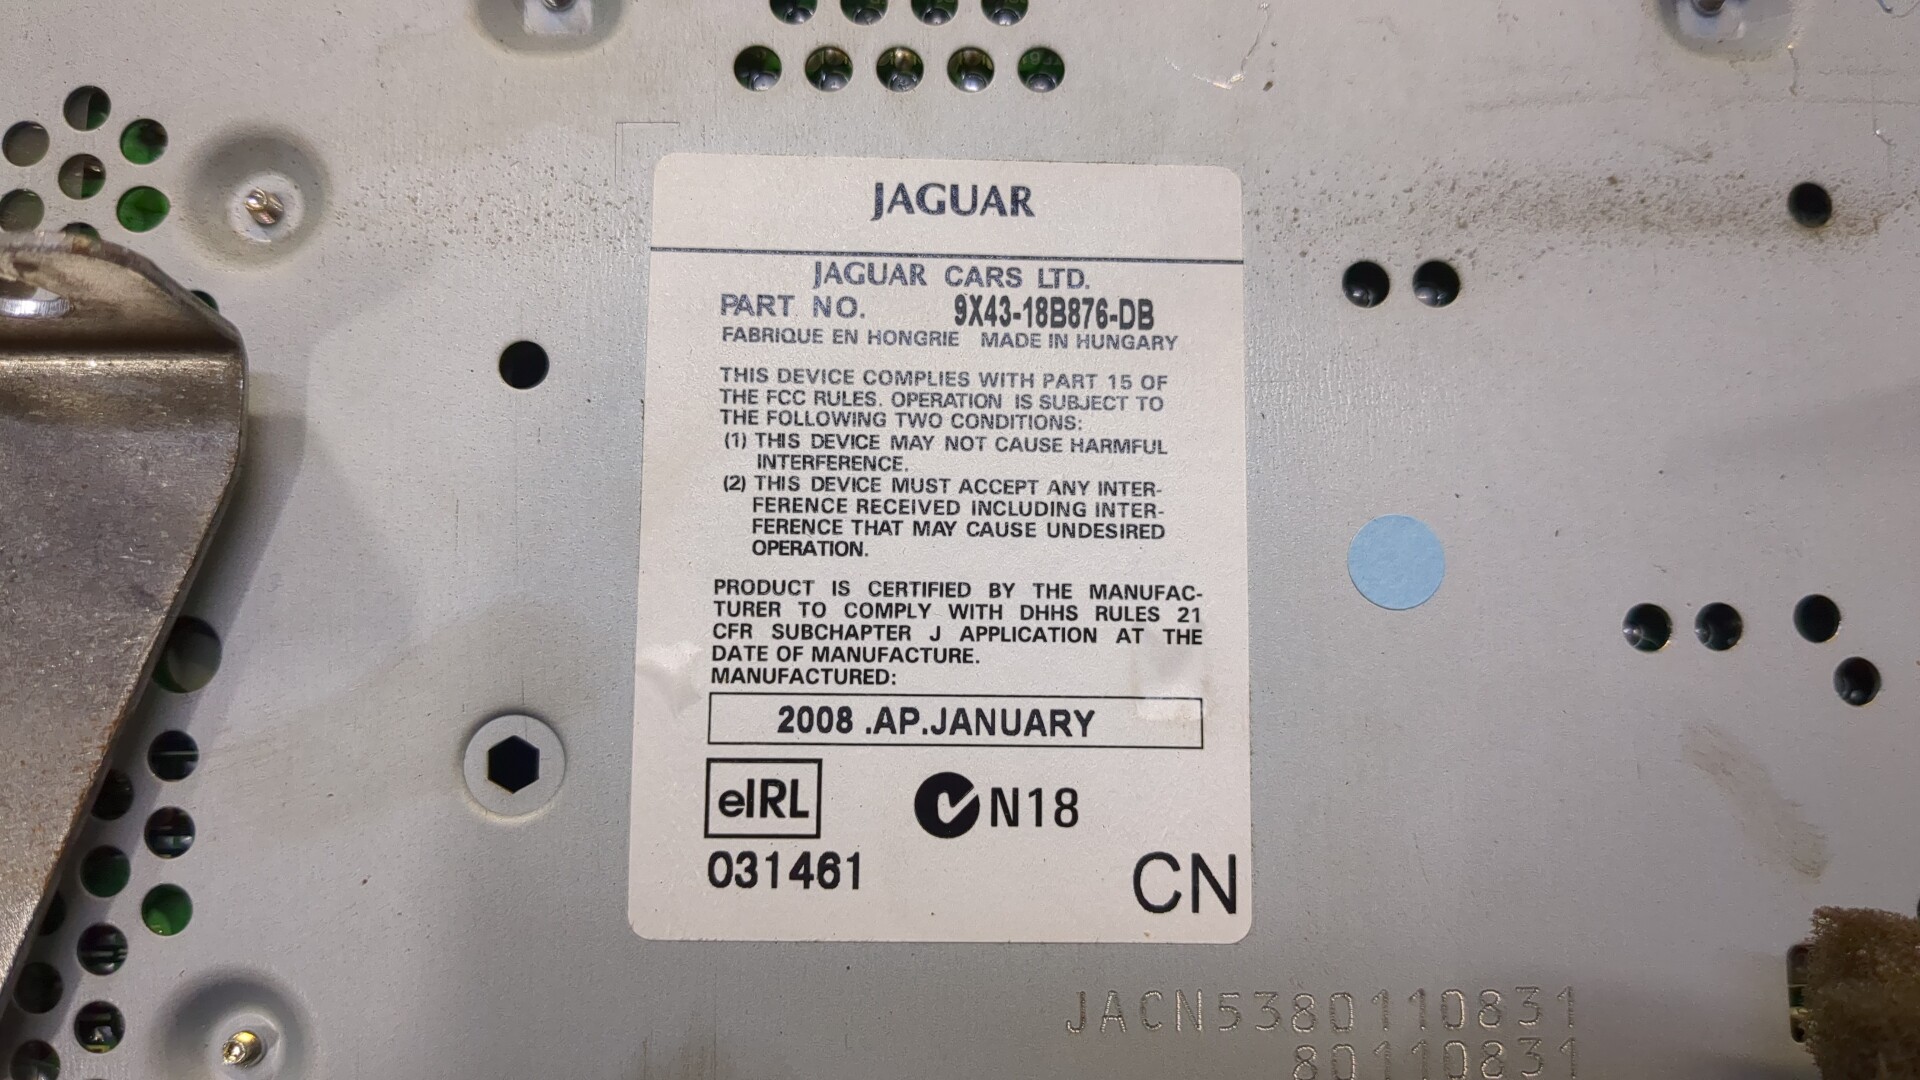 JAGUAR
JAGUAR CARS LTD.
PART NO. 9X43-18B876-DB
FABRIQUE EN HONGRIE MADE IN HUNGARY
THIS DEVICE COMPLIES WITH PART 15 OF
THE FCC RULES. OPERATION IS SUBJECT TO
THE FOLLOWING TWO CONDITIONS:
(1) THIS DEVICE MAY NOT CAUSE HARMFUL
INTERFERENCE.
(2) THIS DEVICE MUST ACCEPT ANY INTER-
FERENCE RECEIVED INCLUDING INTER-
FERENCE THAT MAY CAUSE UNDESIRED
OPERATION.
PRODUCT IS CERTIFIED BY THE MANUFAC-
TURER TO COMPLY WITH DHHS RULES 21
CFR SUBCHAPTER J APPLICATION AT THE
DATE OF MANUFACTURE.
MANUFACTURED:
2008 .AP.JANUARY
eIRL N18
031461
CN
JACN5380110831
80110831